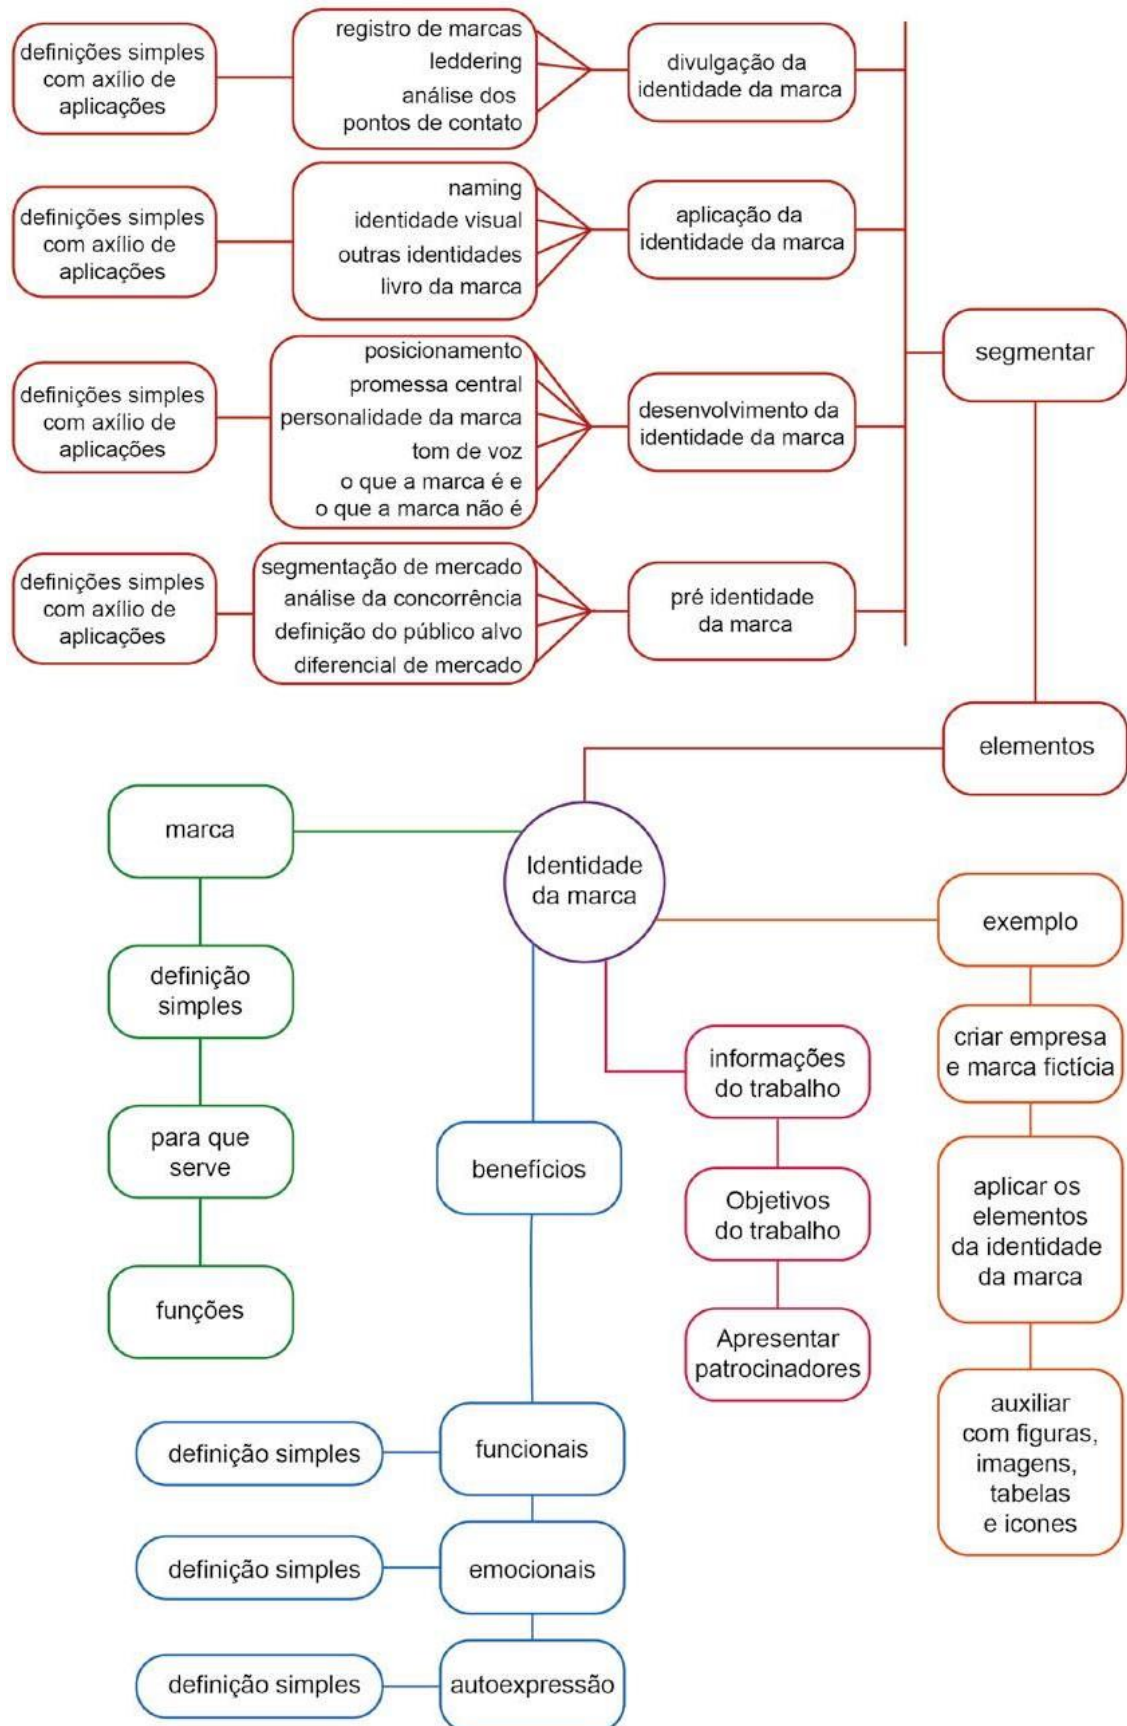 definições simples
com axílio de
aplicações
registro de marcas
leddering
análise dos
pontos de contato
divulgação da
identidade da marca
definições simples
com axílio de
aplicações
naming
identidade visual
outras identidades
livro da marca
aplicação da
identidade da marca
segmentar
definições simples
com axílio de
aplicações
posicionamento
promessa central
personalidade da marca
tom de voz
o que a marca é e
o que a marca não é
desenvolvimento da
identidade da marca
definições simples
com axílio de
aplicações
segmentação de mercado
análise da concorrência
definição do público alvo
diferencial de mercado
pré identidade
da marca
elementos
marca
Identidade
da marca
exemplo
definição
simples
criar empresa
e marca fictícia
informações
do trabalho
para que
serve
benefícios
Objetivos
do trabalho
aplicar os
elementos
da identidade
da marca
funções
Apresentar
patrocinadores
auxiliar
com figuras,
imagens,
tabelas
e icones
definição simples
funcionais
definição simples
emocionais
definição simples
autoexpressão